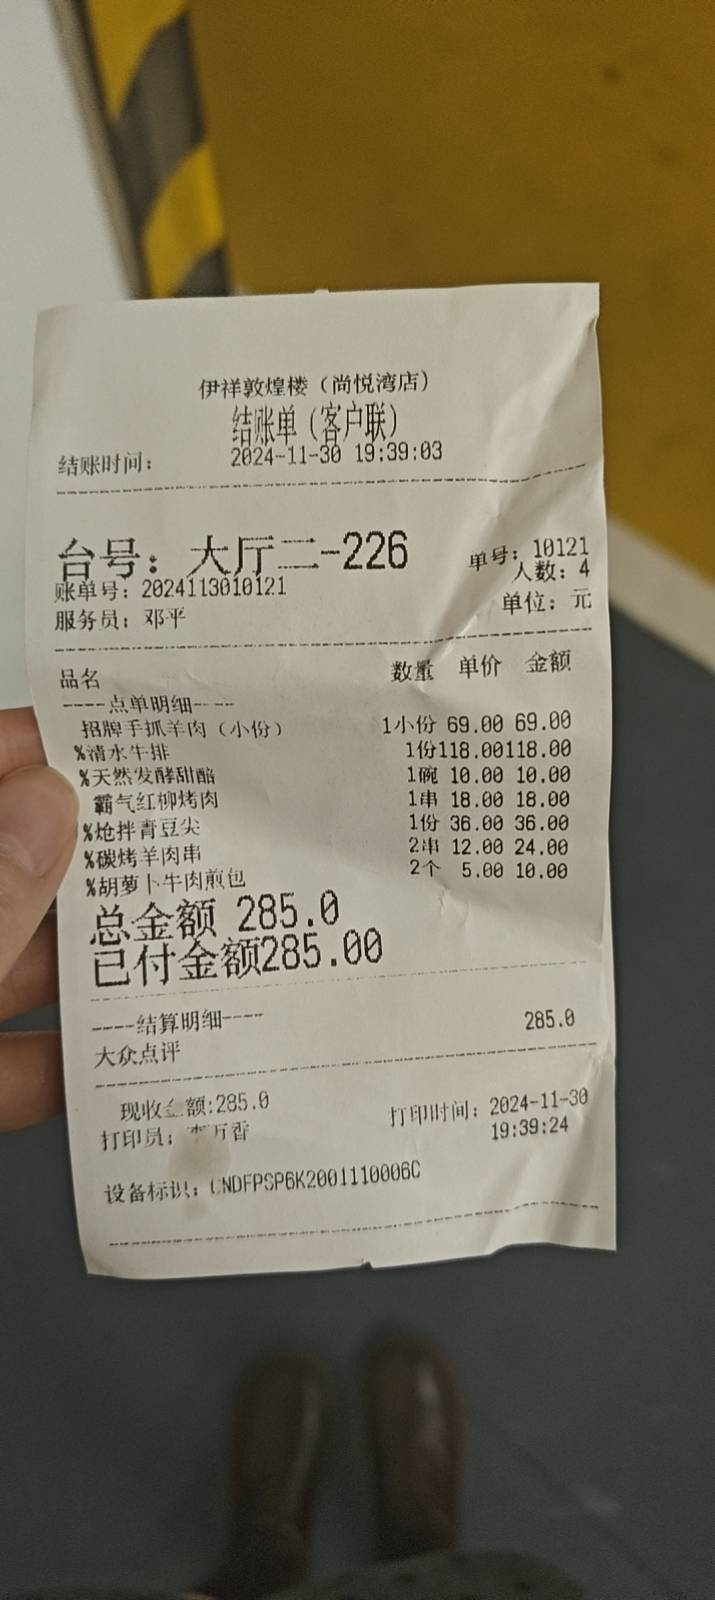 伊祥敦煌楼（尚悦湾店）
结账单（客户联）
结账时间： 2024-11-30 19:39:03
台号：大厅二-226 单号：10121
账单号：2024113010121 人数：4
服务员：邓平 单位：元
品名 数量 单价 金额
----点单明细----
招牌手抓羊肉（小份） 1小份 69.00 69.00
%清水牛排 1份118.00118.00
%天然发酵甜醅 1碗 10.00 10.00
霸气红柳烤肉 1串 18.00 18.00
%炝拌青豆尖 1份 36.00 36.00
%碳烤羊肉串 2串 12.00 24.00
%胡萝卜牛肉煎包 2个 5.00 10.00
总金额 285.0
已付金额285.00
----结算明细----
大众点评 285.0
现收金额:285.0
打印员： 万香 打印时间：2024-11-30
19:39:24
设备标识：CNDFPSP6K2001110006C